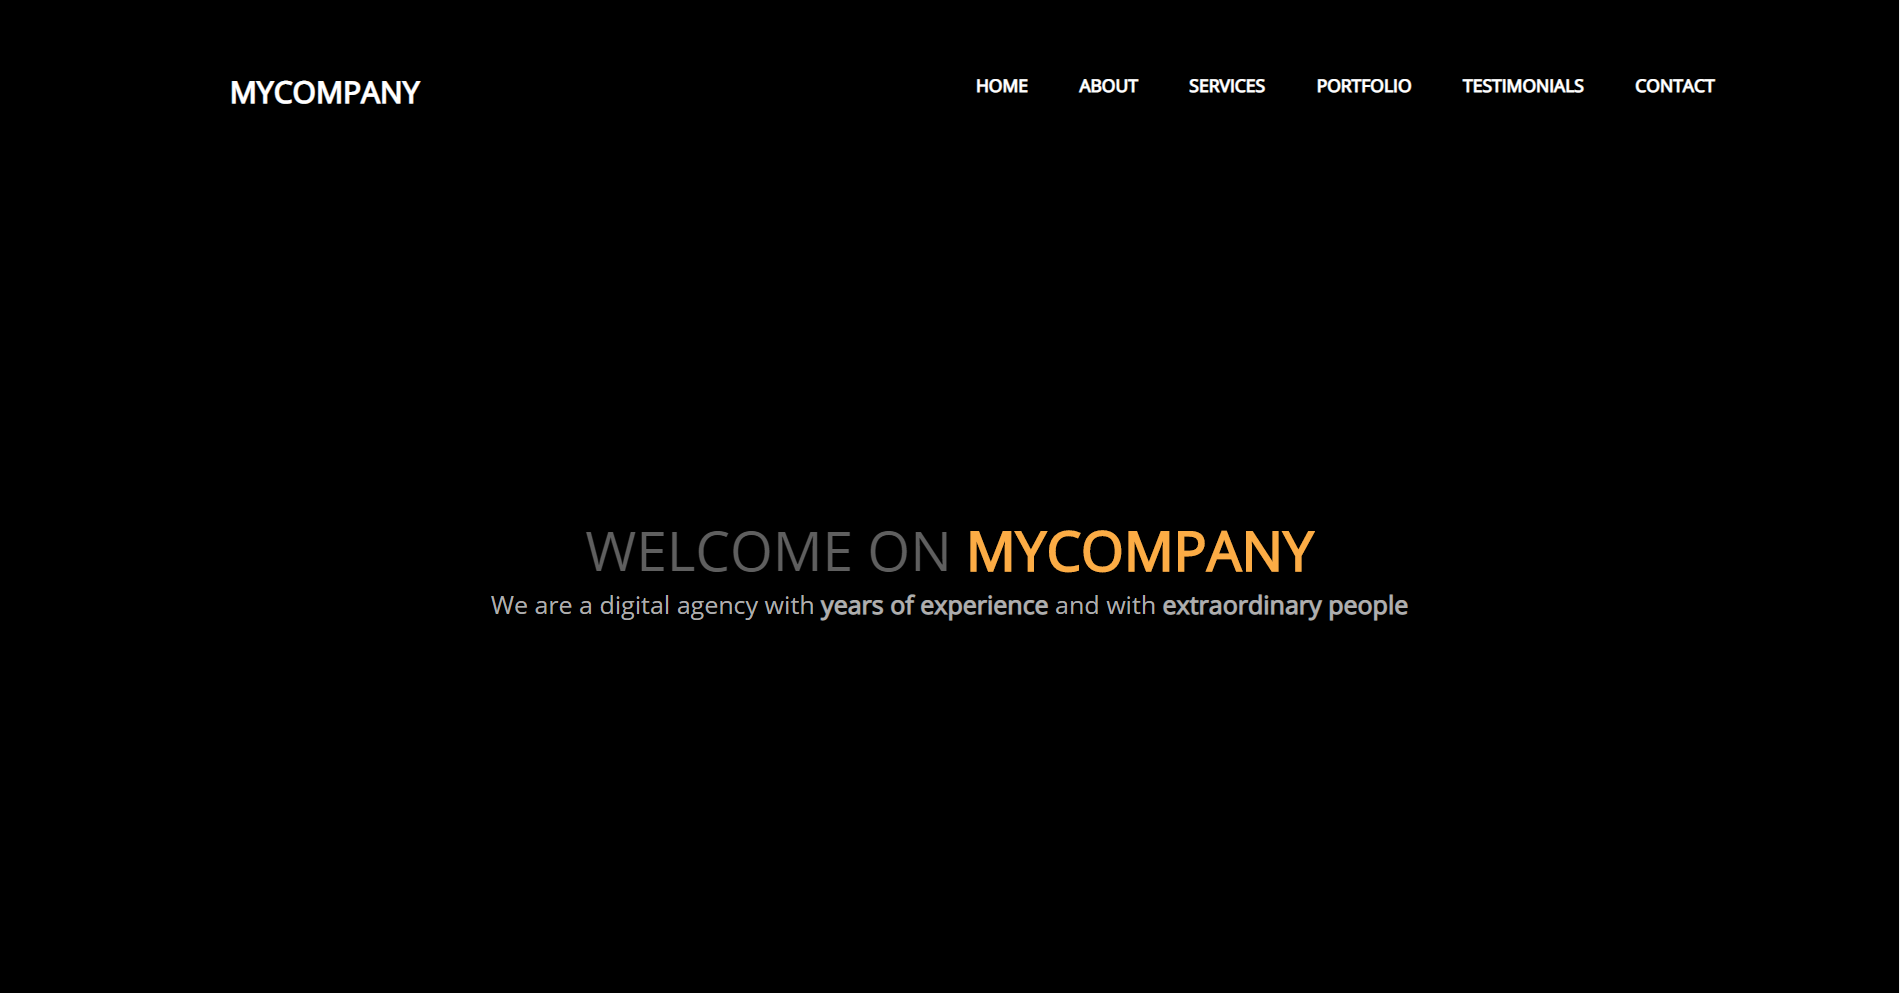 MYCOMPANY
HOME ABOUT SERVICES PORTFOLIO TESTIMONIALS CONTACT
WELCOME ON MYCOMPANY
We are a digital agency with years of experience and with extraordinary people